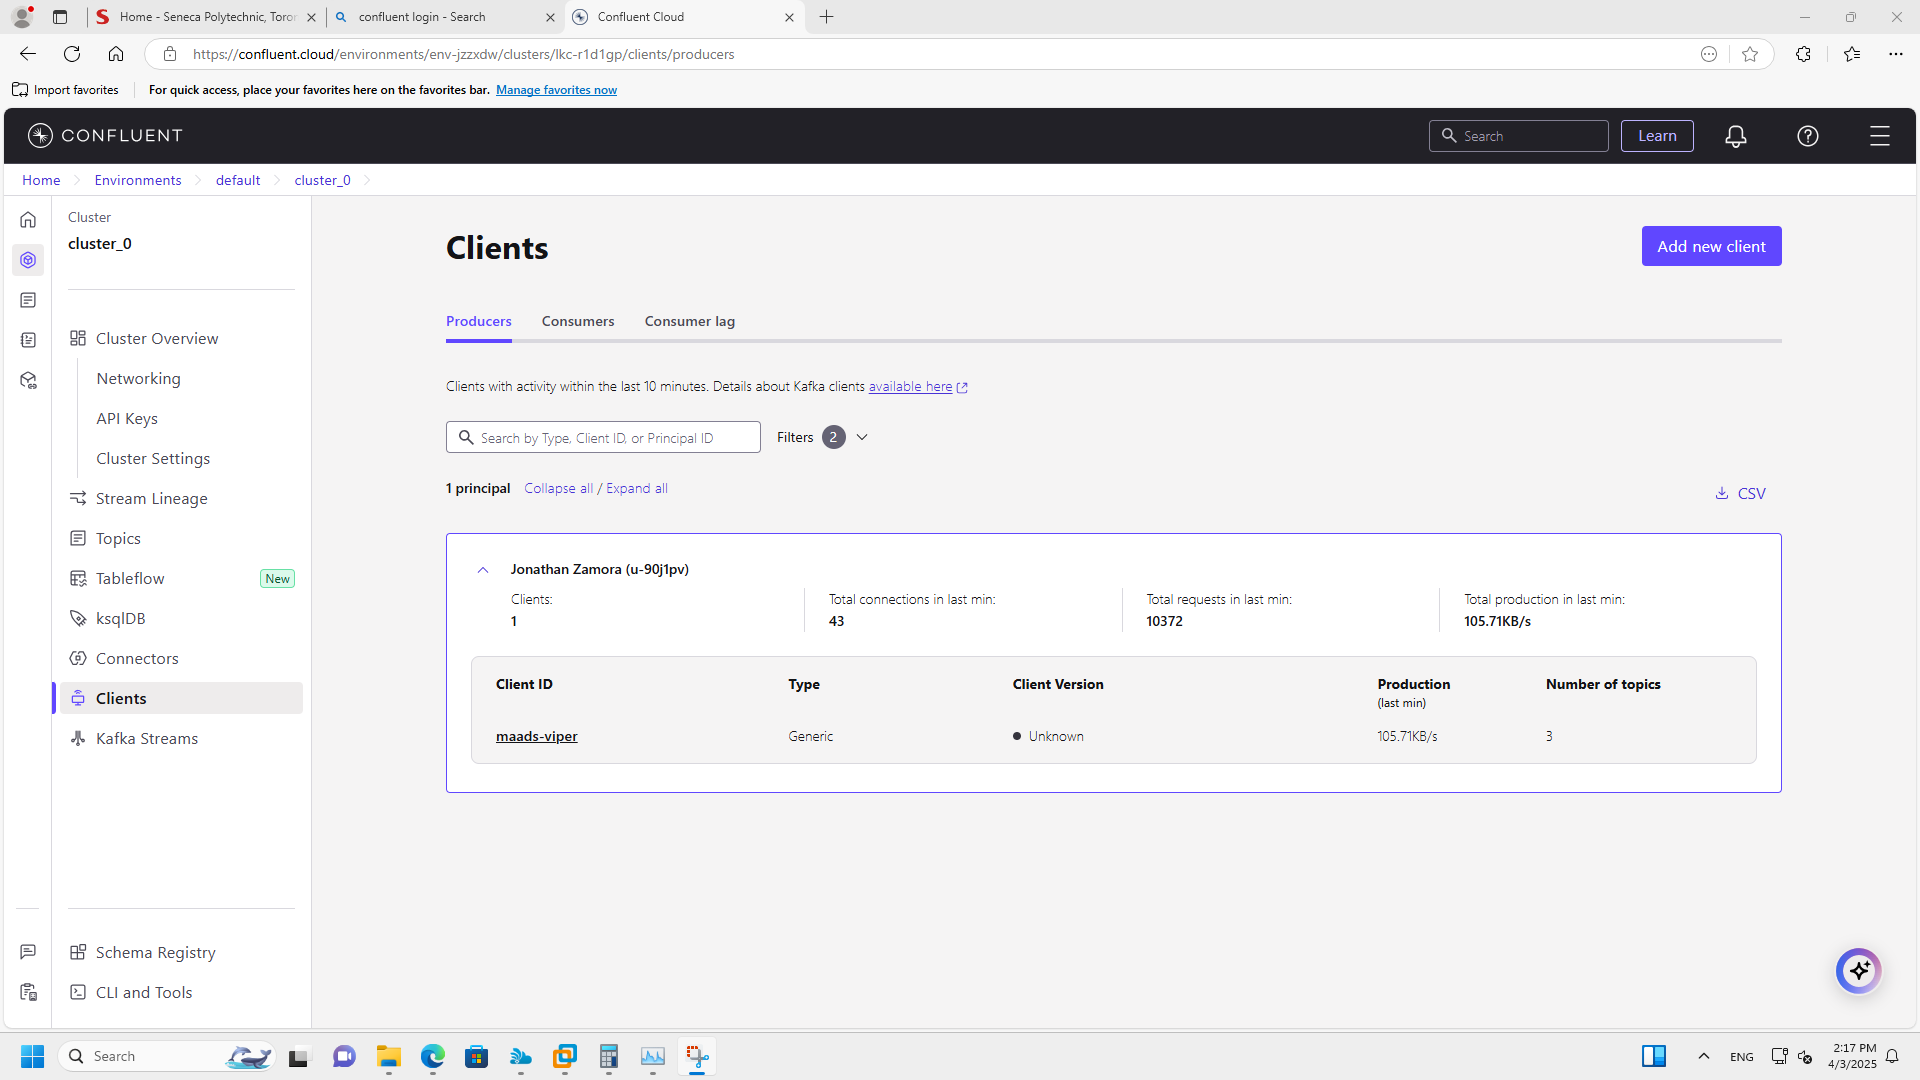 Home - Seneca Polytechnic, Toror
confluent login - Search
Confluent Cloud
https://confluent.cloud/environments/env-jzzxdw/clusters/lkc-r1d1gp/clients/producers
Import favorites
For quick access, place your favorites here on the favorites bar. Manage favorites now
CONFLUENT
Search
Learn
Home
Environments
default
cluster_0
Cluster
cluster_0
Cluster Overview
Networking
API Keys
Cluster Settings
Stream Lineage
Topics
Tableflow
New
ksqlDB
Connectors
Clients
Kafka Streams
Schema Registry
CLI and Tools
Clients
Add new client
Producers
Consumers
Consumer lag
Clients with activity within the last 10 minutes. Details about Kafka clients available here
Search by Type, Client ID, or Principal ID
Filters 2
1 principal Collapse all / Expand all
CSV
Jonathan Zamora (u-90j1pv)
Clients:
1
Total connections in last min:
43
Total requests in last min:
10372
Total production in last min:
105.71KB/s
Client ID
Type
Client Version
Production
(last min)
Number of topics
maads-viper
Generic
Unknown
105.71KB/s
3
Search
ENG
2:17 PM
4/3/2025